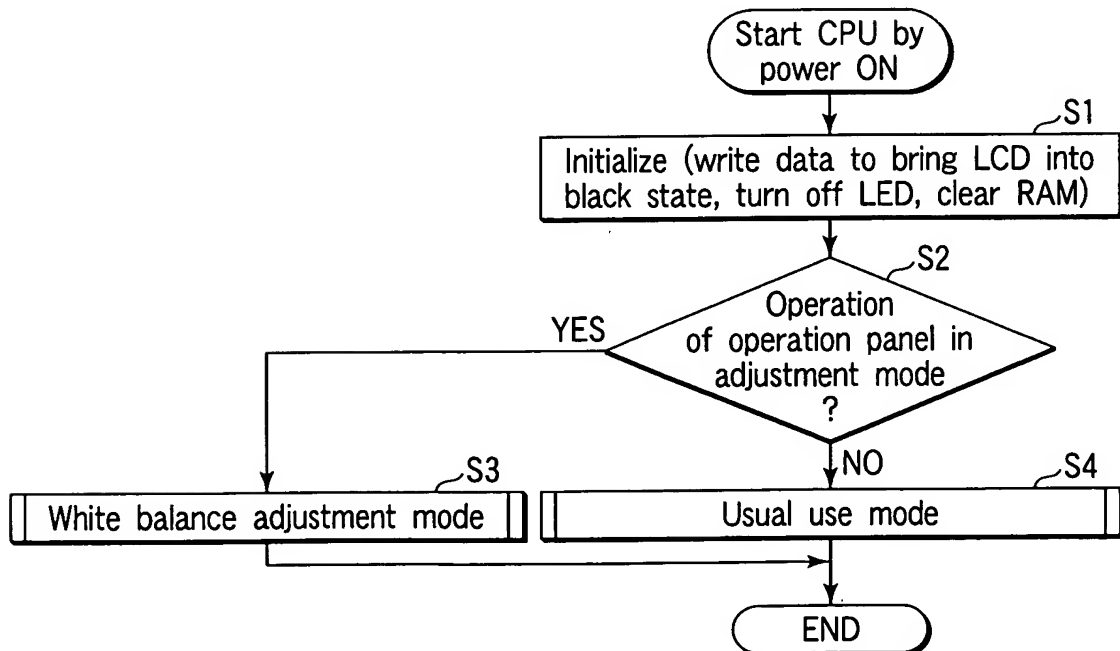 Start CPU by
power ON
S1
Initialize (write data to bring LCD into
black state, turn off LED, clear RAM)
S2
Operation
of operation panel in
adjustment mode
?
YES
NO
S3
White balance adjustment mode
S4
Usual use mode
END